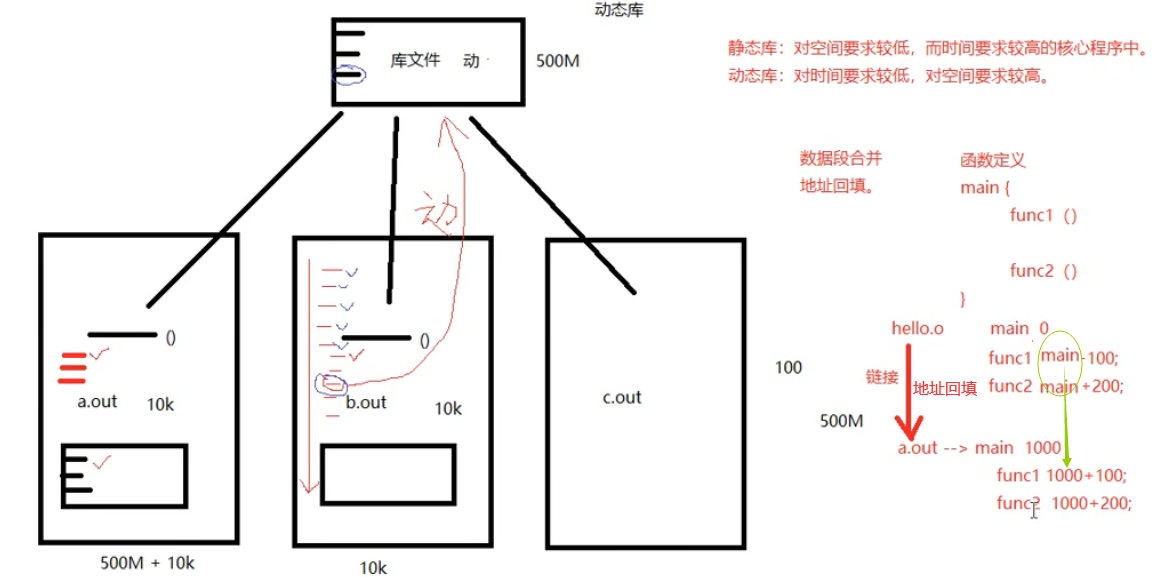 动态库
库文件 动
500M
静态库：对空间要求较低，而时间要求较高的核心程序中。
动态库：对时间要求较低，对空间要求较高。
数据段合并
地址回填。
函数定义
main {
func1 ()
func2 ()
}
动
()
a.out 10k
500M + 10k
()
b.out 10k
10k
c.out
100
500M
hello.o main 0
func1 main+100;
func2 main+200;
链接
地址回填
a.out --> main 1000
func1 1000+100;
func2 1000+200;